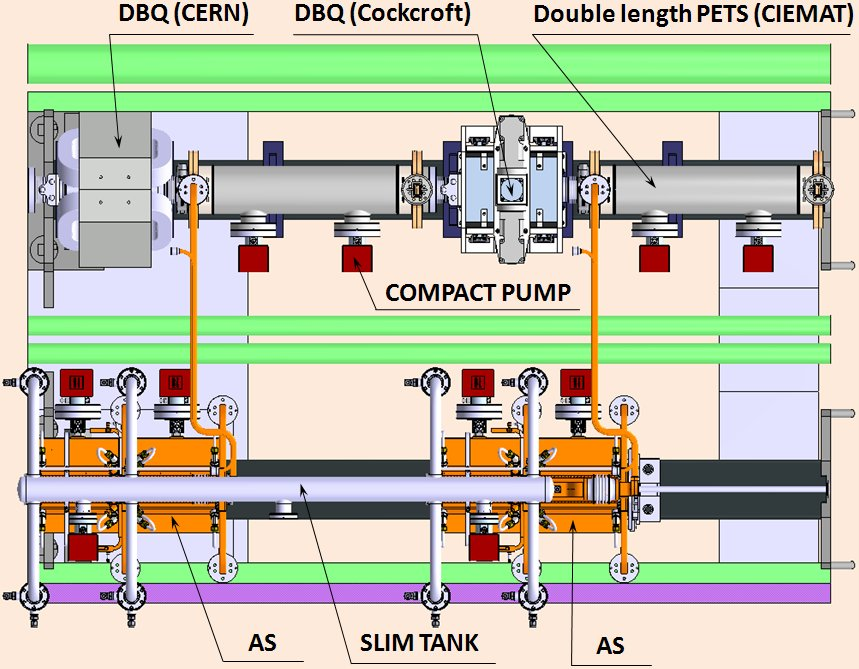 DBQ (CERN)
DBQ (Cockcroft)
Double length PETS (CIEMAT)
COMPACT PUMP
AS
SLIM TANK
AS